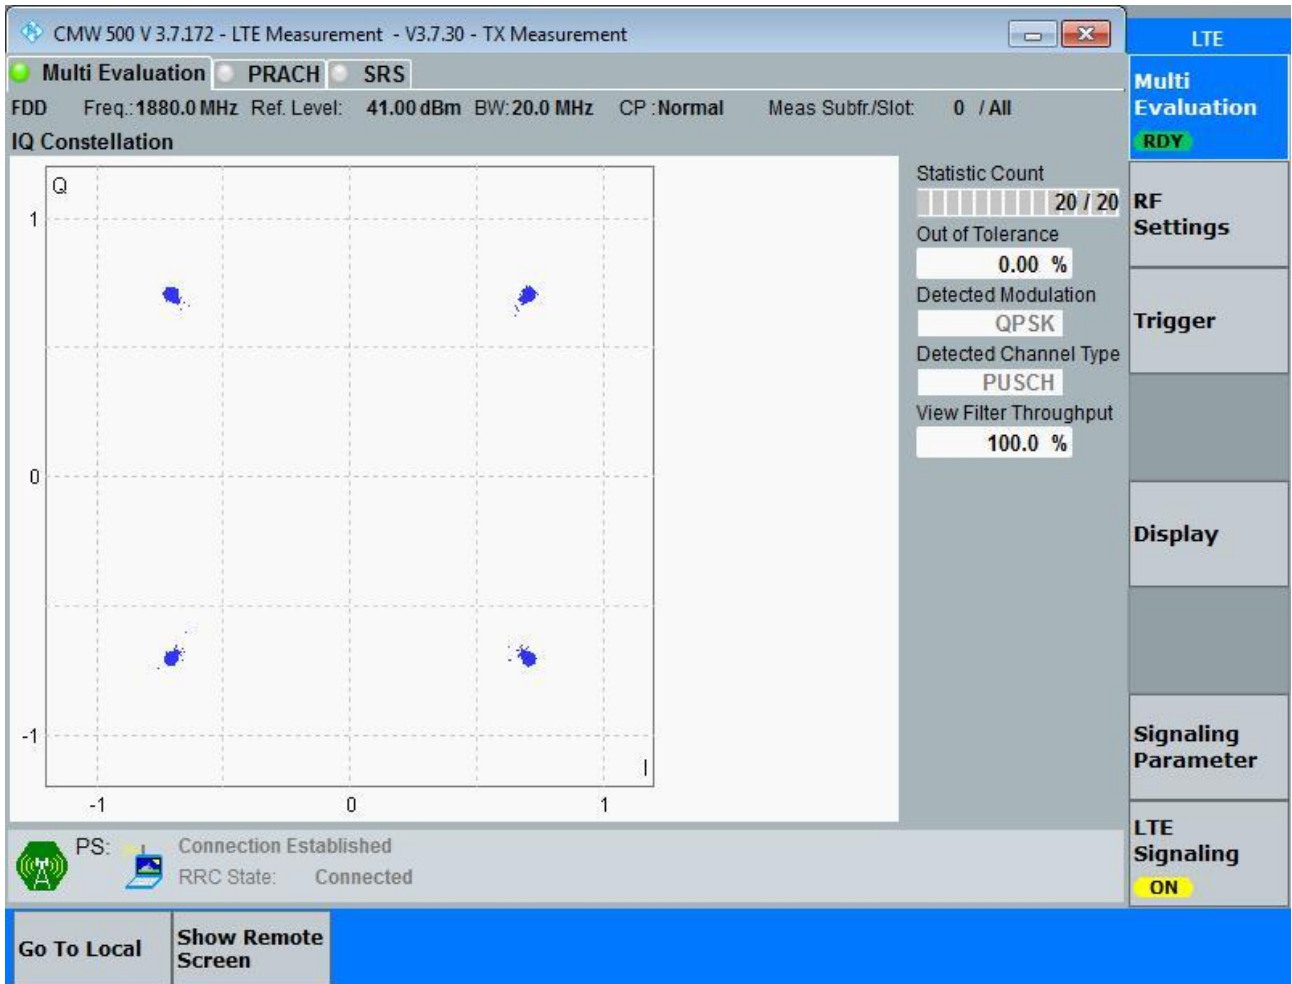 CMW 500 V 3.7.172 - LTE Measurement - V3.7.30 - TX Measurement
LTE
Multi Evaluation PRACH SRS
FDD Freq.: 1880.0 MHz Ref. Level: 41.00 dBm BW: 20.0 MHz CP : Normal Meas Subfr./Slot: 0 / All
IQ Constellation
Q
1
0
-1
I
-1 0 1
Statistic Count
20 / 20
Out of Tolerance
0.00 %
Detected Modulation
QPSK
Detected Channel Type
PUSCH
View Filter Throughput
100.0 %
Multi
Evaluation
RDY
RF
Settings
Trigger
Display
Signaling
Parameter
LTE
Signaling
ON
PS: Connection Established
RRC State: Connected
Go To Local
Show Remote
Screen